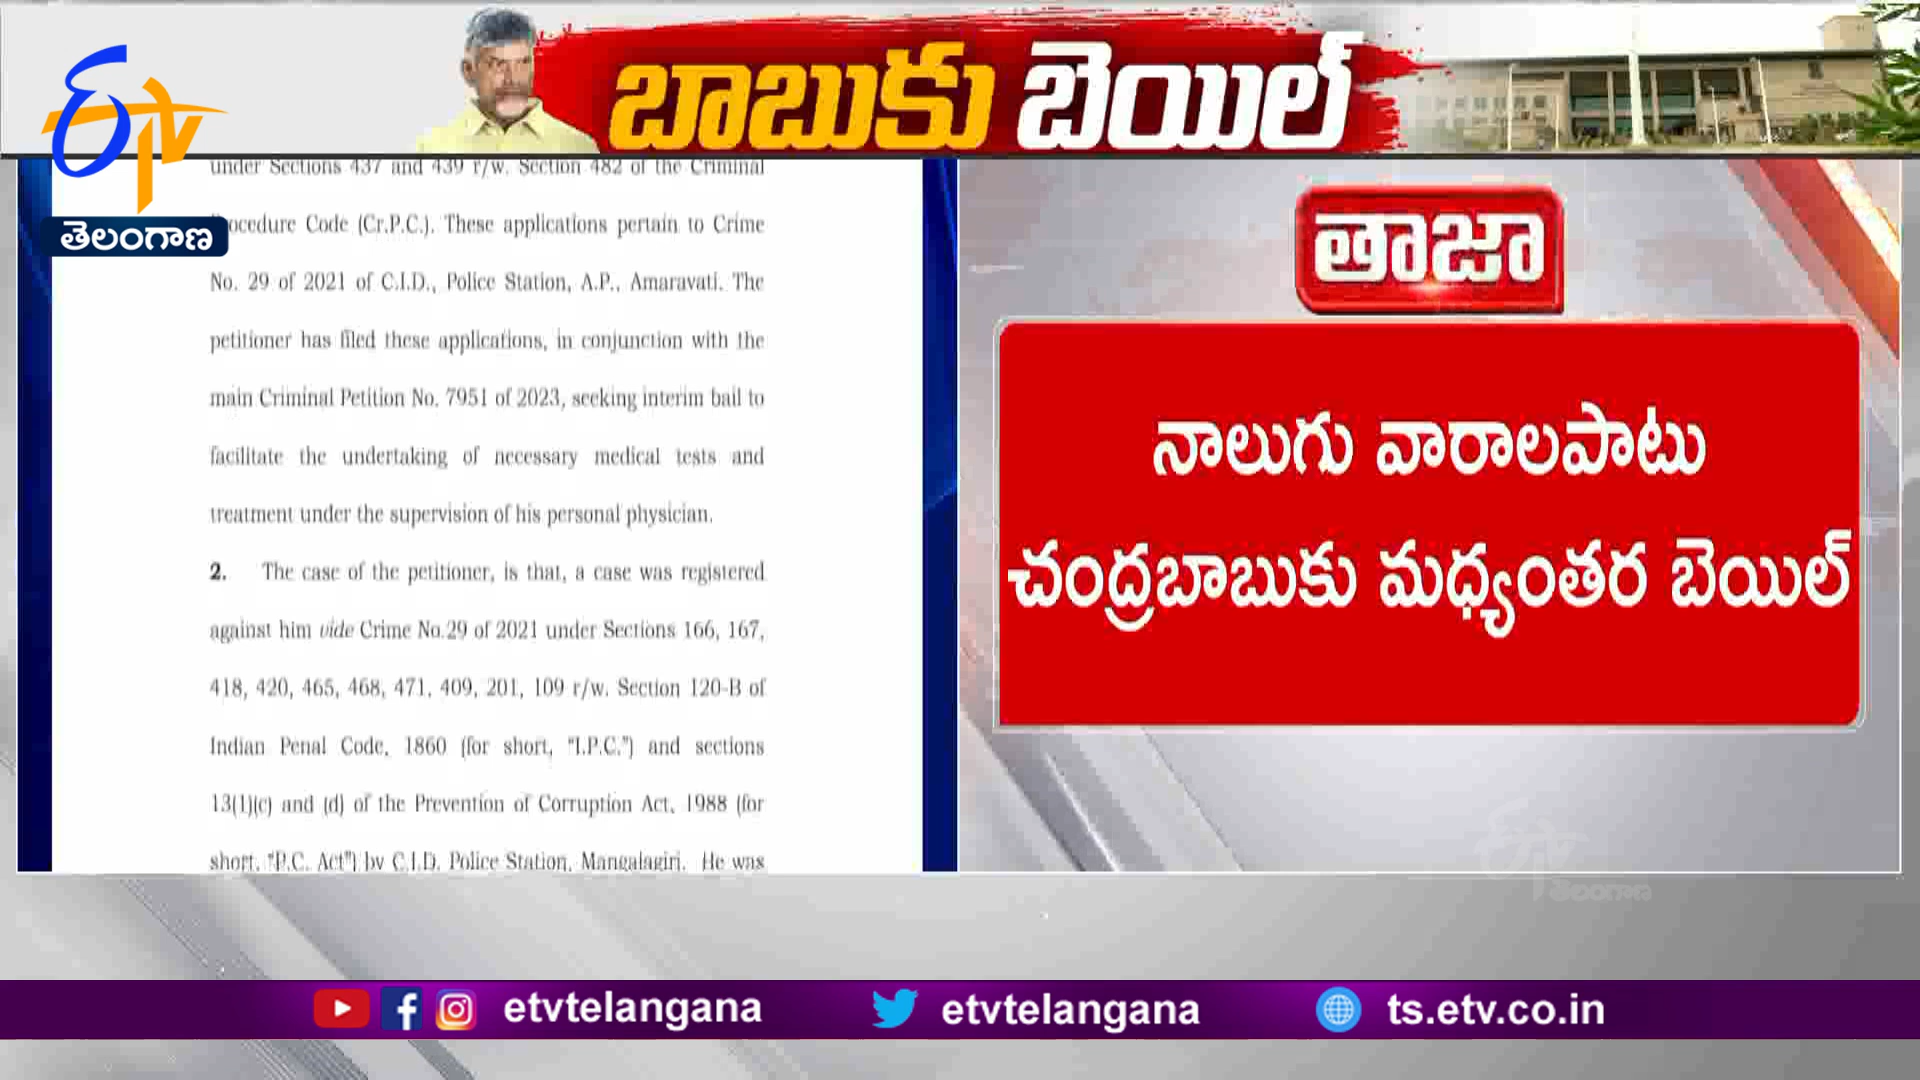 బాబుకు బెయిల్
ETV
తెలంగాణ
under Sections 437 and 439 r/w. Section 482 of the Criminal
Procedure Code (Cr.P.C.). These applications pertain to Crime
No. 29 of 2021 of C.I.D., Police Station, A.P., Amaravati. The
petitioner has filed these applications, in conjunction with the
main Criminal Petition No. 7951 of 2023, seeking interim bail to
facilitate the undertaking of necessary medical tests and
treatment under the supervision of his personal physician.
2. The case of the petitioner, is that, a case was registered
against him vide Crime No.29 of 2021 under Sections 166, 167,
418, 420, 465, 468, 471, 409, 201, 109 r/w. Section 120-B of
Indian Penal Code, 1860 (for short, "I.P.C.") and sections
13(1)(c) and (d) of the Prevention of Corruption Act, 1988 (for
short, "P.C. Act") by C.I.D. Police Station, Mangalagiri. He was
తాజా
నాలుగు వారాలపాటు
చంద్రబాబుకు మధ్యంతర బెయిల్
తెలంగాణ
etvtelangana etvtelangana ts.etv.co.in